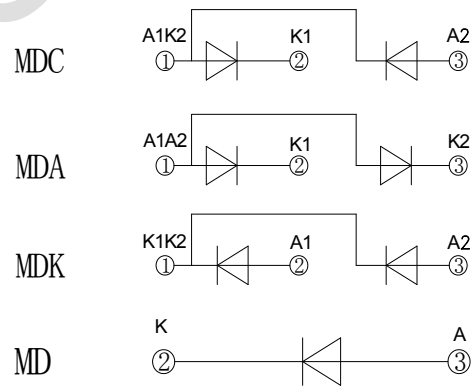 A1K2 K1 A2
MDC ① ② ③
A1A2 K1 K2
MDA ① ② ③
K1K2 A1 A2
MDK ① ② ③
K A
MD ② ③